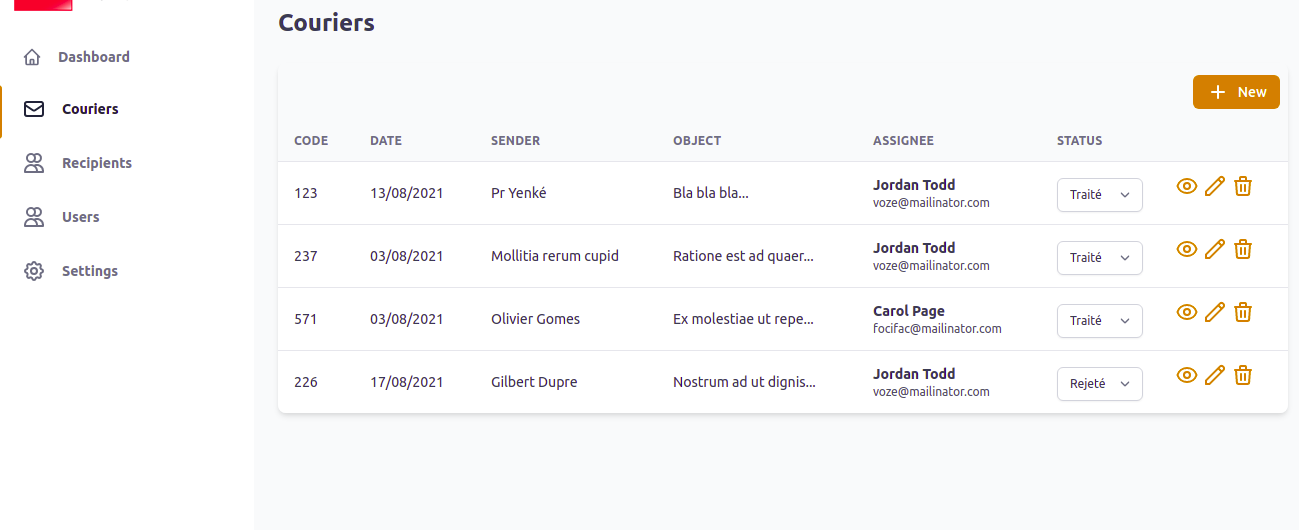 Couriers
Dashboard
Couriers
Recipients
Users
Settings
New
CODE DATE SENDER OBJECT ASSIGNEE STATUS
123 13/08/2021 Pr Yenké Bla bla bla... Jordan Todd Traité
voze@mailinator.com
237 03/08/2021 Mollitia rerum cupid Ratione est ad quaer... Jordan Todd Traité
voze@mailinator.com
571 03/08/2021 Olivier Gomes Ex molestiae ut repe... Carol Page Traité
focifac@mailinator.com
226 17/08/2021 Gilbert Dupre Nostrum ad ut dignis... Jordan Todd Rejeté
voze@mailinator.com